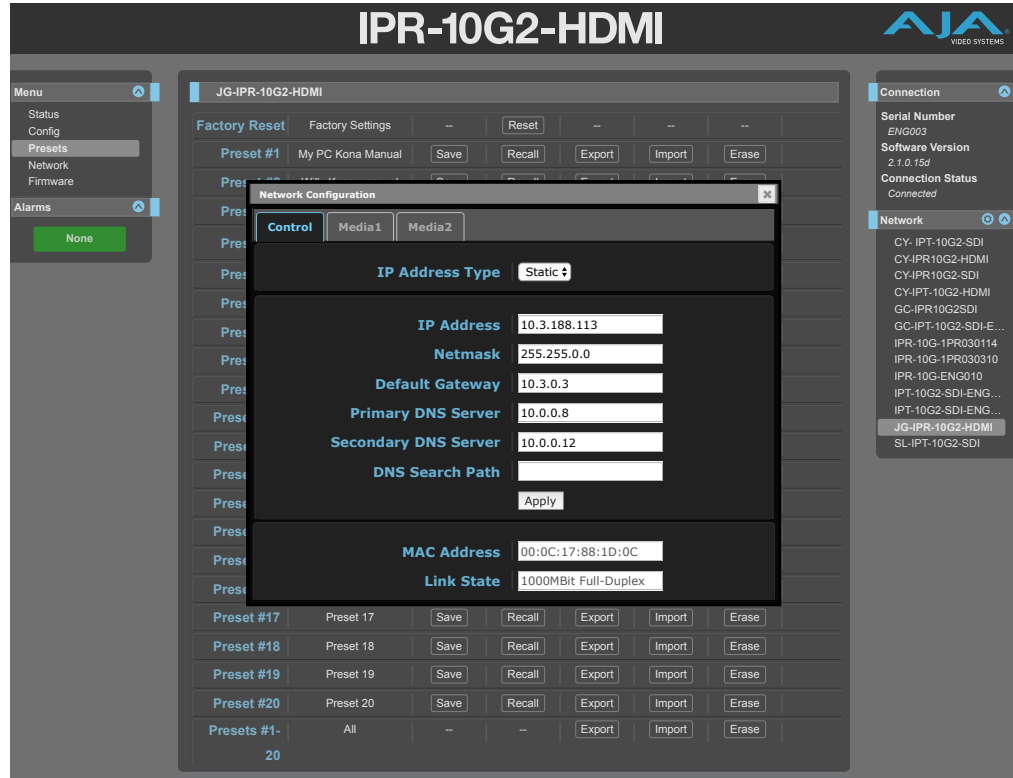 IPR-10G2-HDMI
AJA
VIDEO SYSTEMS
Menu
Status
Config
Presets
Network
Firmware
Alarms
None
JG-IPR-10G2-HDMI
Factory Reset Factory Settings -- Reset -- -- --
Preset #1 My PC Kona Manual Save Recall Export Import Erase
Network Configuration
Control Media1 Media2
IP Address Type Static
IP Address 10.3.188.113
Netmask 255.255.0.0
Default Gateway 10.3.0.3
Primary DNS Server 10.0.0.8
Secondary DNS Server 10.0.0.12
DNS Search Path
Apply
MAC Address 00:0C:17:88:1D:0C
Link State 1000MBit Full-Duplex
Preset #17 Preset 17 Save Recall Export Import Erase
Preset #18 Preset 18 Save Recall Export Import Erase
Preset #19 Preset 19 Save Recall Export Import Erase
Preset #20 Preset 20 Save Recall Export Import Erase
Presets #1- All -- -- Export Import Erase
20
Connection
Serial Number
ENG003
Software Version
2.1.0.15d
Connection Status
Connected
Network
CY- IPT-10G2-SDI
CY-IPR10G2-HDMI
CY-IPR10G2-SDI
CY-IPT-10G2-HDMI
GC-IPR10G2SDI
GC-IPT-10G2-SDI-E...
IPR-10G-1PR030114
IPR-10G-1PR030310
IPR-10G-ENG010
IPT-10G2-SDI-ENG...
IPT-10G2-SDI-ENG...
JG-IPR-10G2-HDMI
SL-IPT-10G2-SDI